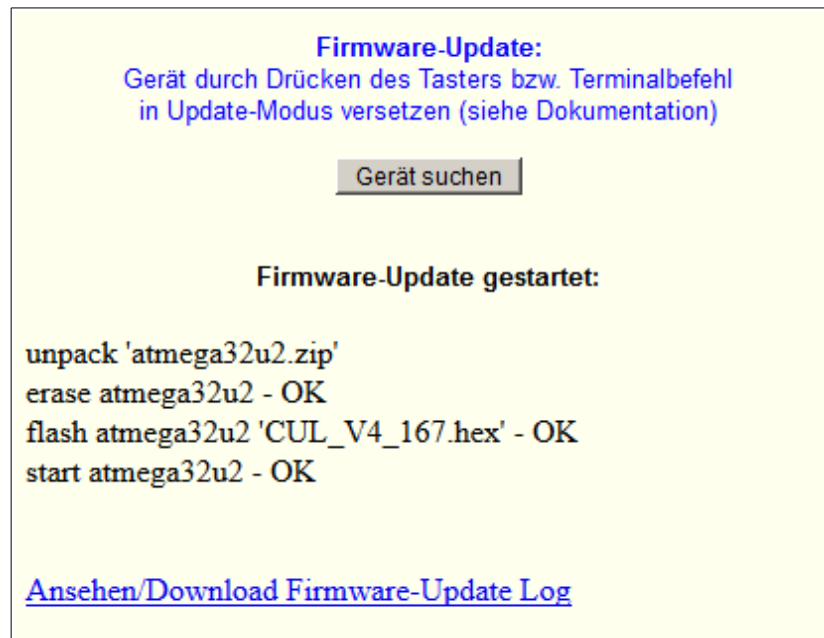 Firmware-Update:
Gerät durch Drücken des Tasters bzw. Terminalbefehl
in Update-Modus versetzen (siehe Dokumentation)
Gerät suchen
Firmware-Update gestartet:
unpack 'atmega32u2.zip'
erase atmega32u2 - OK
flash atmega32u2 'CUL_V4_167.hex' - OK
start atmega32u2 - OK
Ansehen/Download Firmware-Update Log